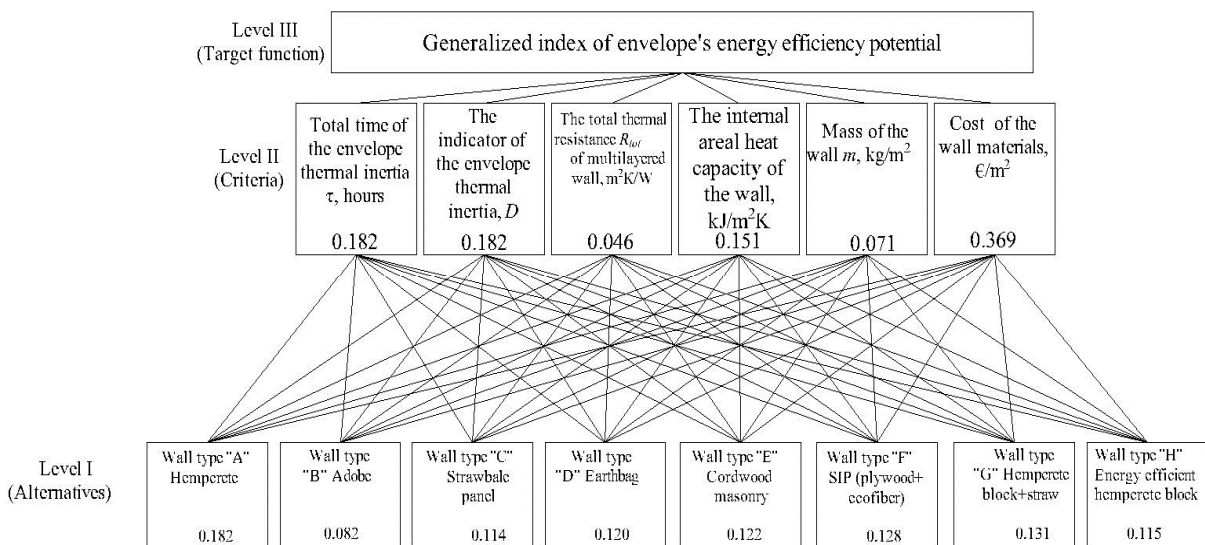 Level III
(Target function)
Generalized index of envelope's energy efficiency potential
Level II
(Criteria)
Total time of
the envelope
thermal inertia
τ, hours
0.182
The
indicator of
the envelope
thermal
inertia, D
0.182
The total thermal
resistance Rtot
of multilayered
wall, m²K/W
0.046
The internal
areal heat
capacity of
the wall,
kJ/m²K
0.151
Mass of the
wall m, kg/m²
0.071
Cost of the
wall materials,
€/m²
0.369
Level I
(Alternatives)
Wall type "A"
Hemperete
0.182
Wall type
"B" Adobe
0.082
Wall type "C"
Strawbale
panel
0.114
Wall type
"D" Earthbag
0.120
Wall type "E"
Cordwood
masonry
0.122
Wall type "F"
SIP (plywood+
ecofiber)
0.128
Wall type
"G" Hemperete
block+straw
0.131
Wall type "H"
Energy efficient
hemperete block
0.115